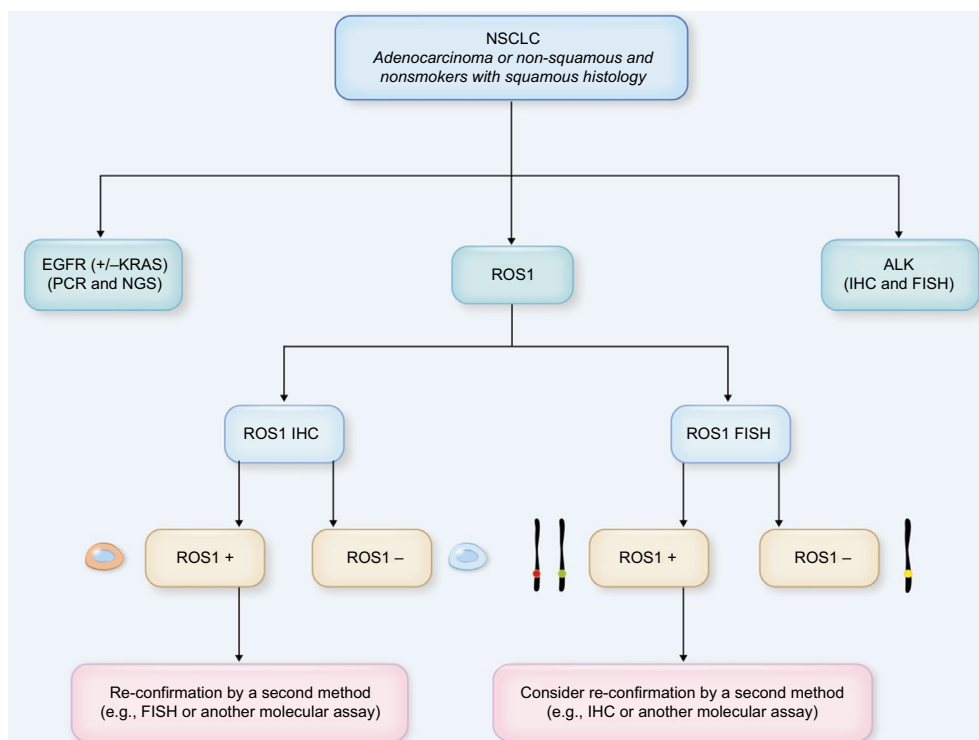 NSCLC
Adenocarcinoma or non-squamous and
nonsmokers with squamous histology
EGFR (+/–KRAS)
(PCR and NGS)
ROS1
ALK
(IHC and FISH)
ROS1 IHC
ROS1 FISH
ROS1 +
ROS1 –
ROS1 +
ROS1 –
Re-confirmation by a second method
(e.g., FISH or another molecular assay)
Consider re-confirmation by a second method
(e.g., IHC or another molecular assay)